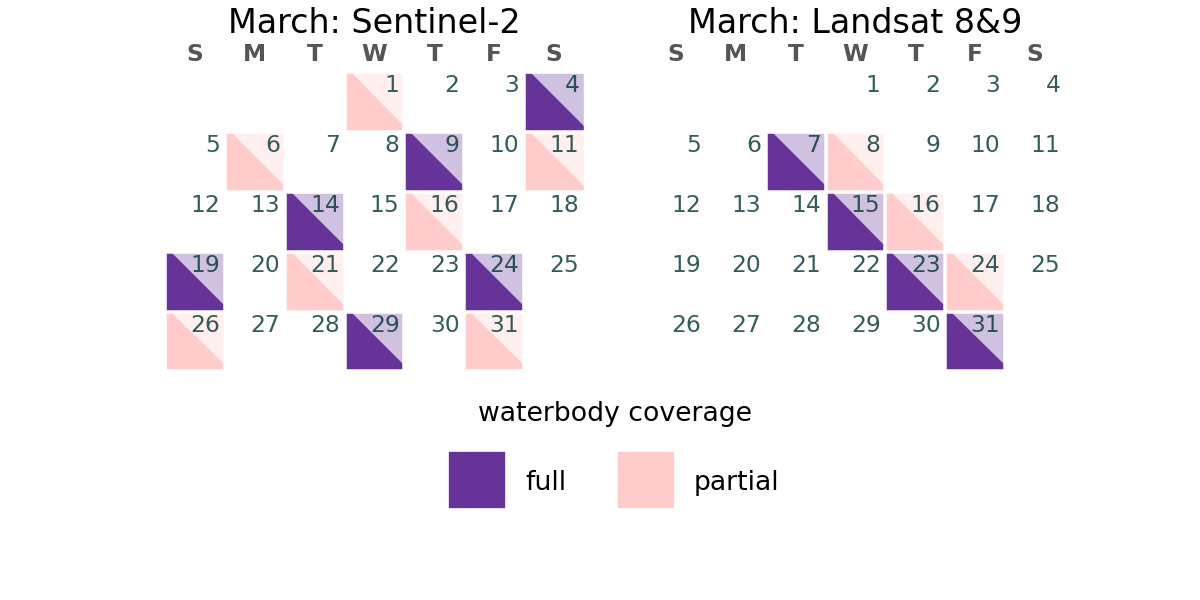 March: Sentinel-2
S M T W T F S
1 2 3 4
5 6 7 8 9 10 11
12 13 14 15 16 17 18
19 20 21 22 23 24 25
26 27 28 29 30 31
March: Landsat 8&9
S M T W T F S
1 2 3 4
5 6 7 8 9 10 11
12 13 14 15 16 17 18
19 20 21 22 23 24 25
26 27 28 29 30 31
waterbody coverage
full
partial